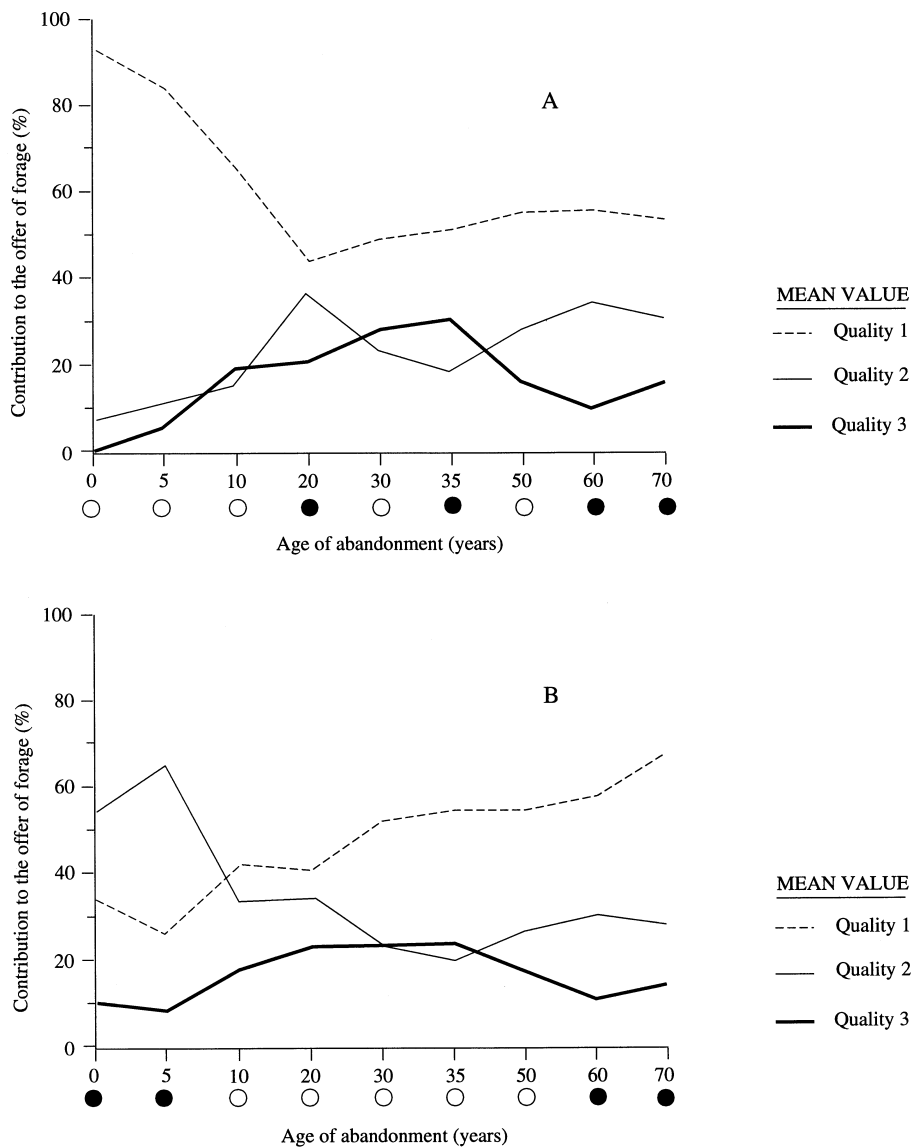 100
A
80
60
40
20
0
Contribution to the offer of forage (%)
MEAN VALUE
Quality 1
Quality 2
Quality 3
0 5 10 20 30 35 50 60 70
Age of abandonment (years)
100
B
80
60
40
20
0
Contribution to the offer of forage (%)
MEAN VALUE
Quality 1
Quality 2
Quality 3
0 5 10 20 30 35 50 60 70
Age of abandonment (years)